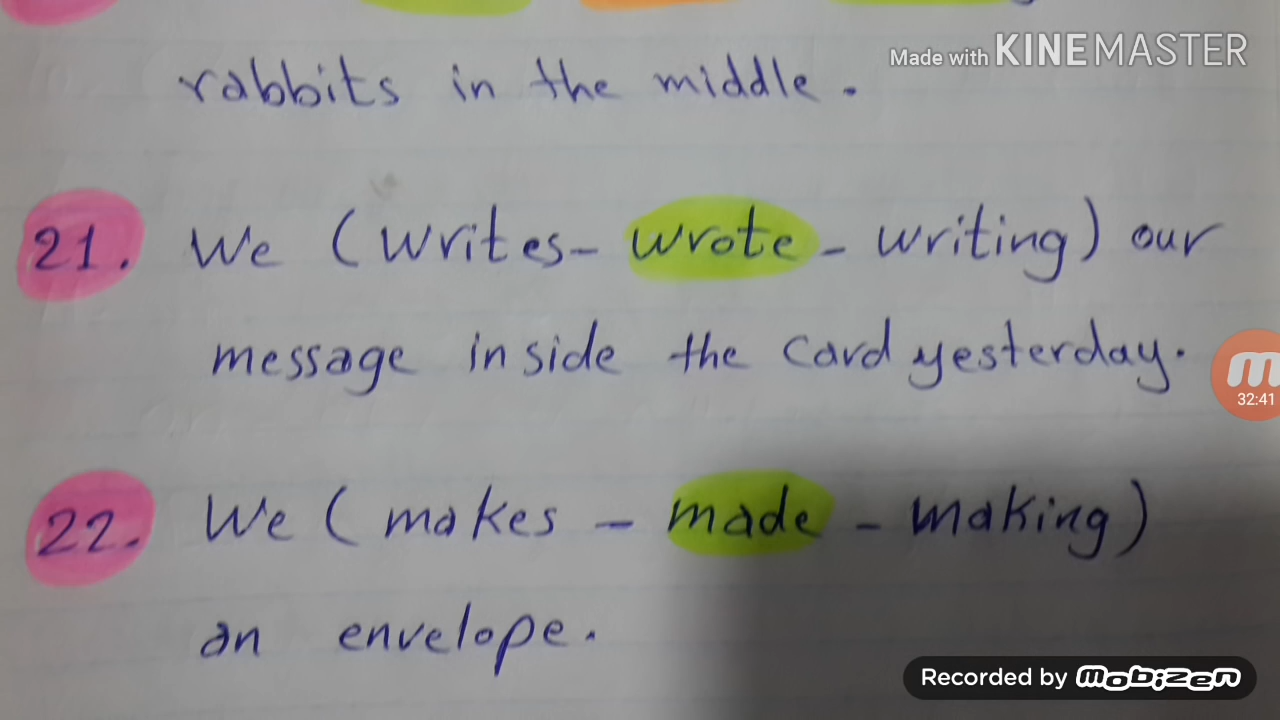 Made with KINEMASTER
rabbits in the middle.
21. We (writes - wrote - writing) our
message inside the card yesterday.
32:41
22. We (makes - made - making)
an envelope.
Recorded by mobizen